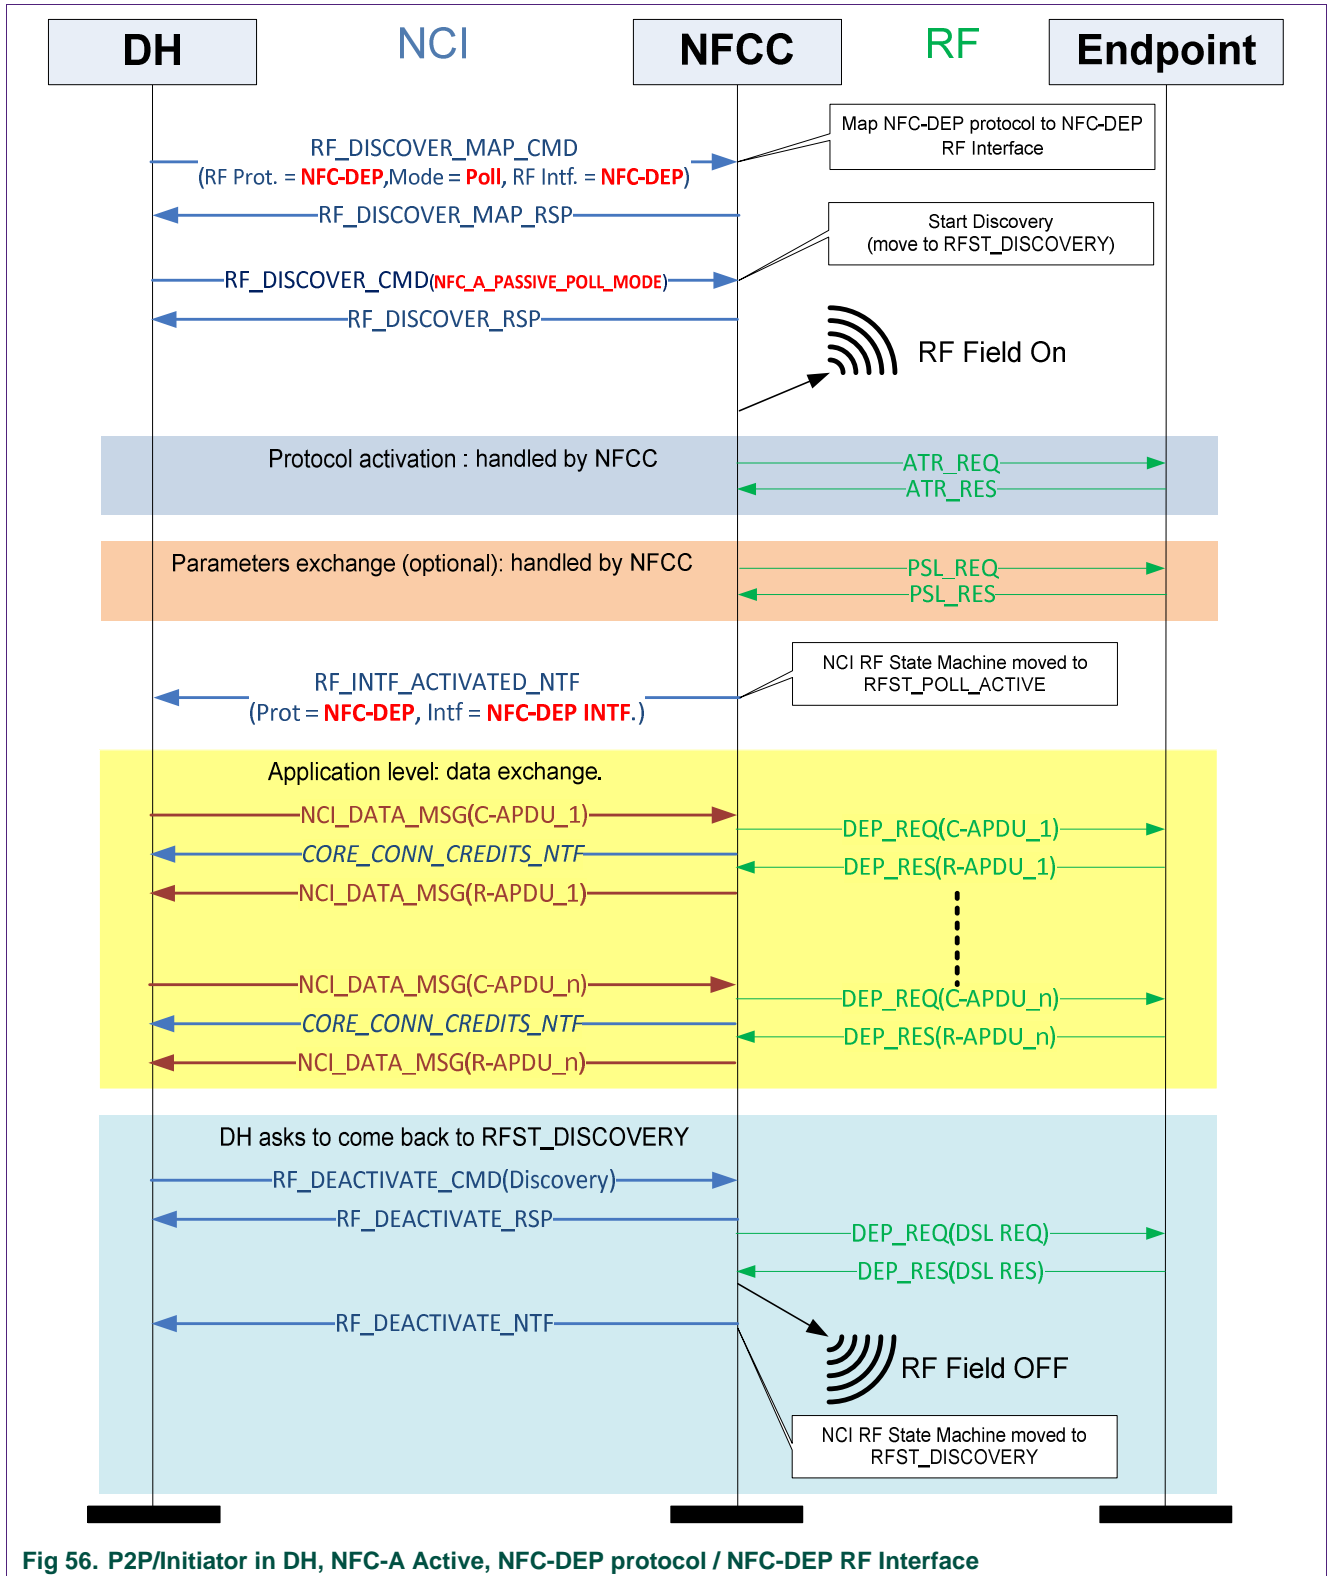 DH
NCI
NFCC
RF
Endpoint
Map NFC-DEP protocol to NFC-DEP
RF Interface
RF_DISCOVER_MAP_CMD
(RF Prot. = NFC-DEP,Mode = Poll, RF Intf. = NFC-DEP)
RF_DISCOVER_MAP_RSP
Start Discovery
(move to RFST_DISCOVERY)
RF_DISCOVER_CMD(NFC_A_PASSIVE_POLL_MODE)
RF_DISCOVER_RSP
RF Field On
Protocol activation : handled by NFCC
ATR_REQ
ATR_RES
Parameters exchange (optional): handled by NFCC
PSL_REQ
PSL_RES
NCI RF State Machine moved to
RFST_POLL_ACTIVE
RF_INTF_ACTIVATED_NTF
(Prot = NFC-DEP, Intf = NFC-DEP INTF.)
Application level: data exchange.
NCI_DATA_MSG(C-APDU_1)
DEP_REQ(C-APDU_1)
CORE_CONN_CREDITS_NTF
DEP_RES(R-APDU_1)
NCI_DATA_MSG(R-APDU_1)
NCI_DATA_MSG(C-APDU_n)
DEP_REQ(C-APDU_n)
CORE_CONN_CREDITS_NTF
DEP_RES(R-APDU_n)
NCI_DATA_MSG(R-APDU_n)
DH asks to come back to RFST_DISCOVERY
RF_DEACTIVATE_CMD(Discovery)
RF_DEACTIVATE_RSP
DEP_REQ(DSL REQ)
DEP_RES(DSL RES)
RF_DEACTIVATE_NTF
RF Field OFF
NCI RF State Machine moved to
RFST_DISCOVERY
Fig 56. P2P/Initiator in DH, NFC-A Active, NFC-DEP protocol / NFC-DEP RF Interface